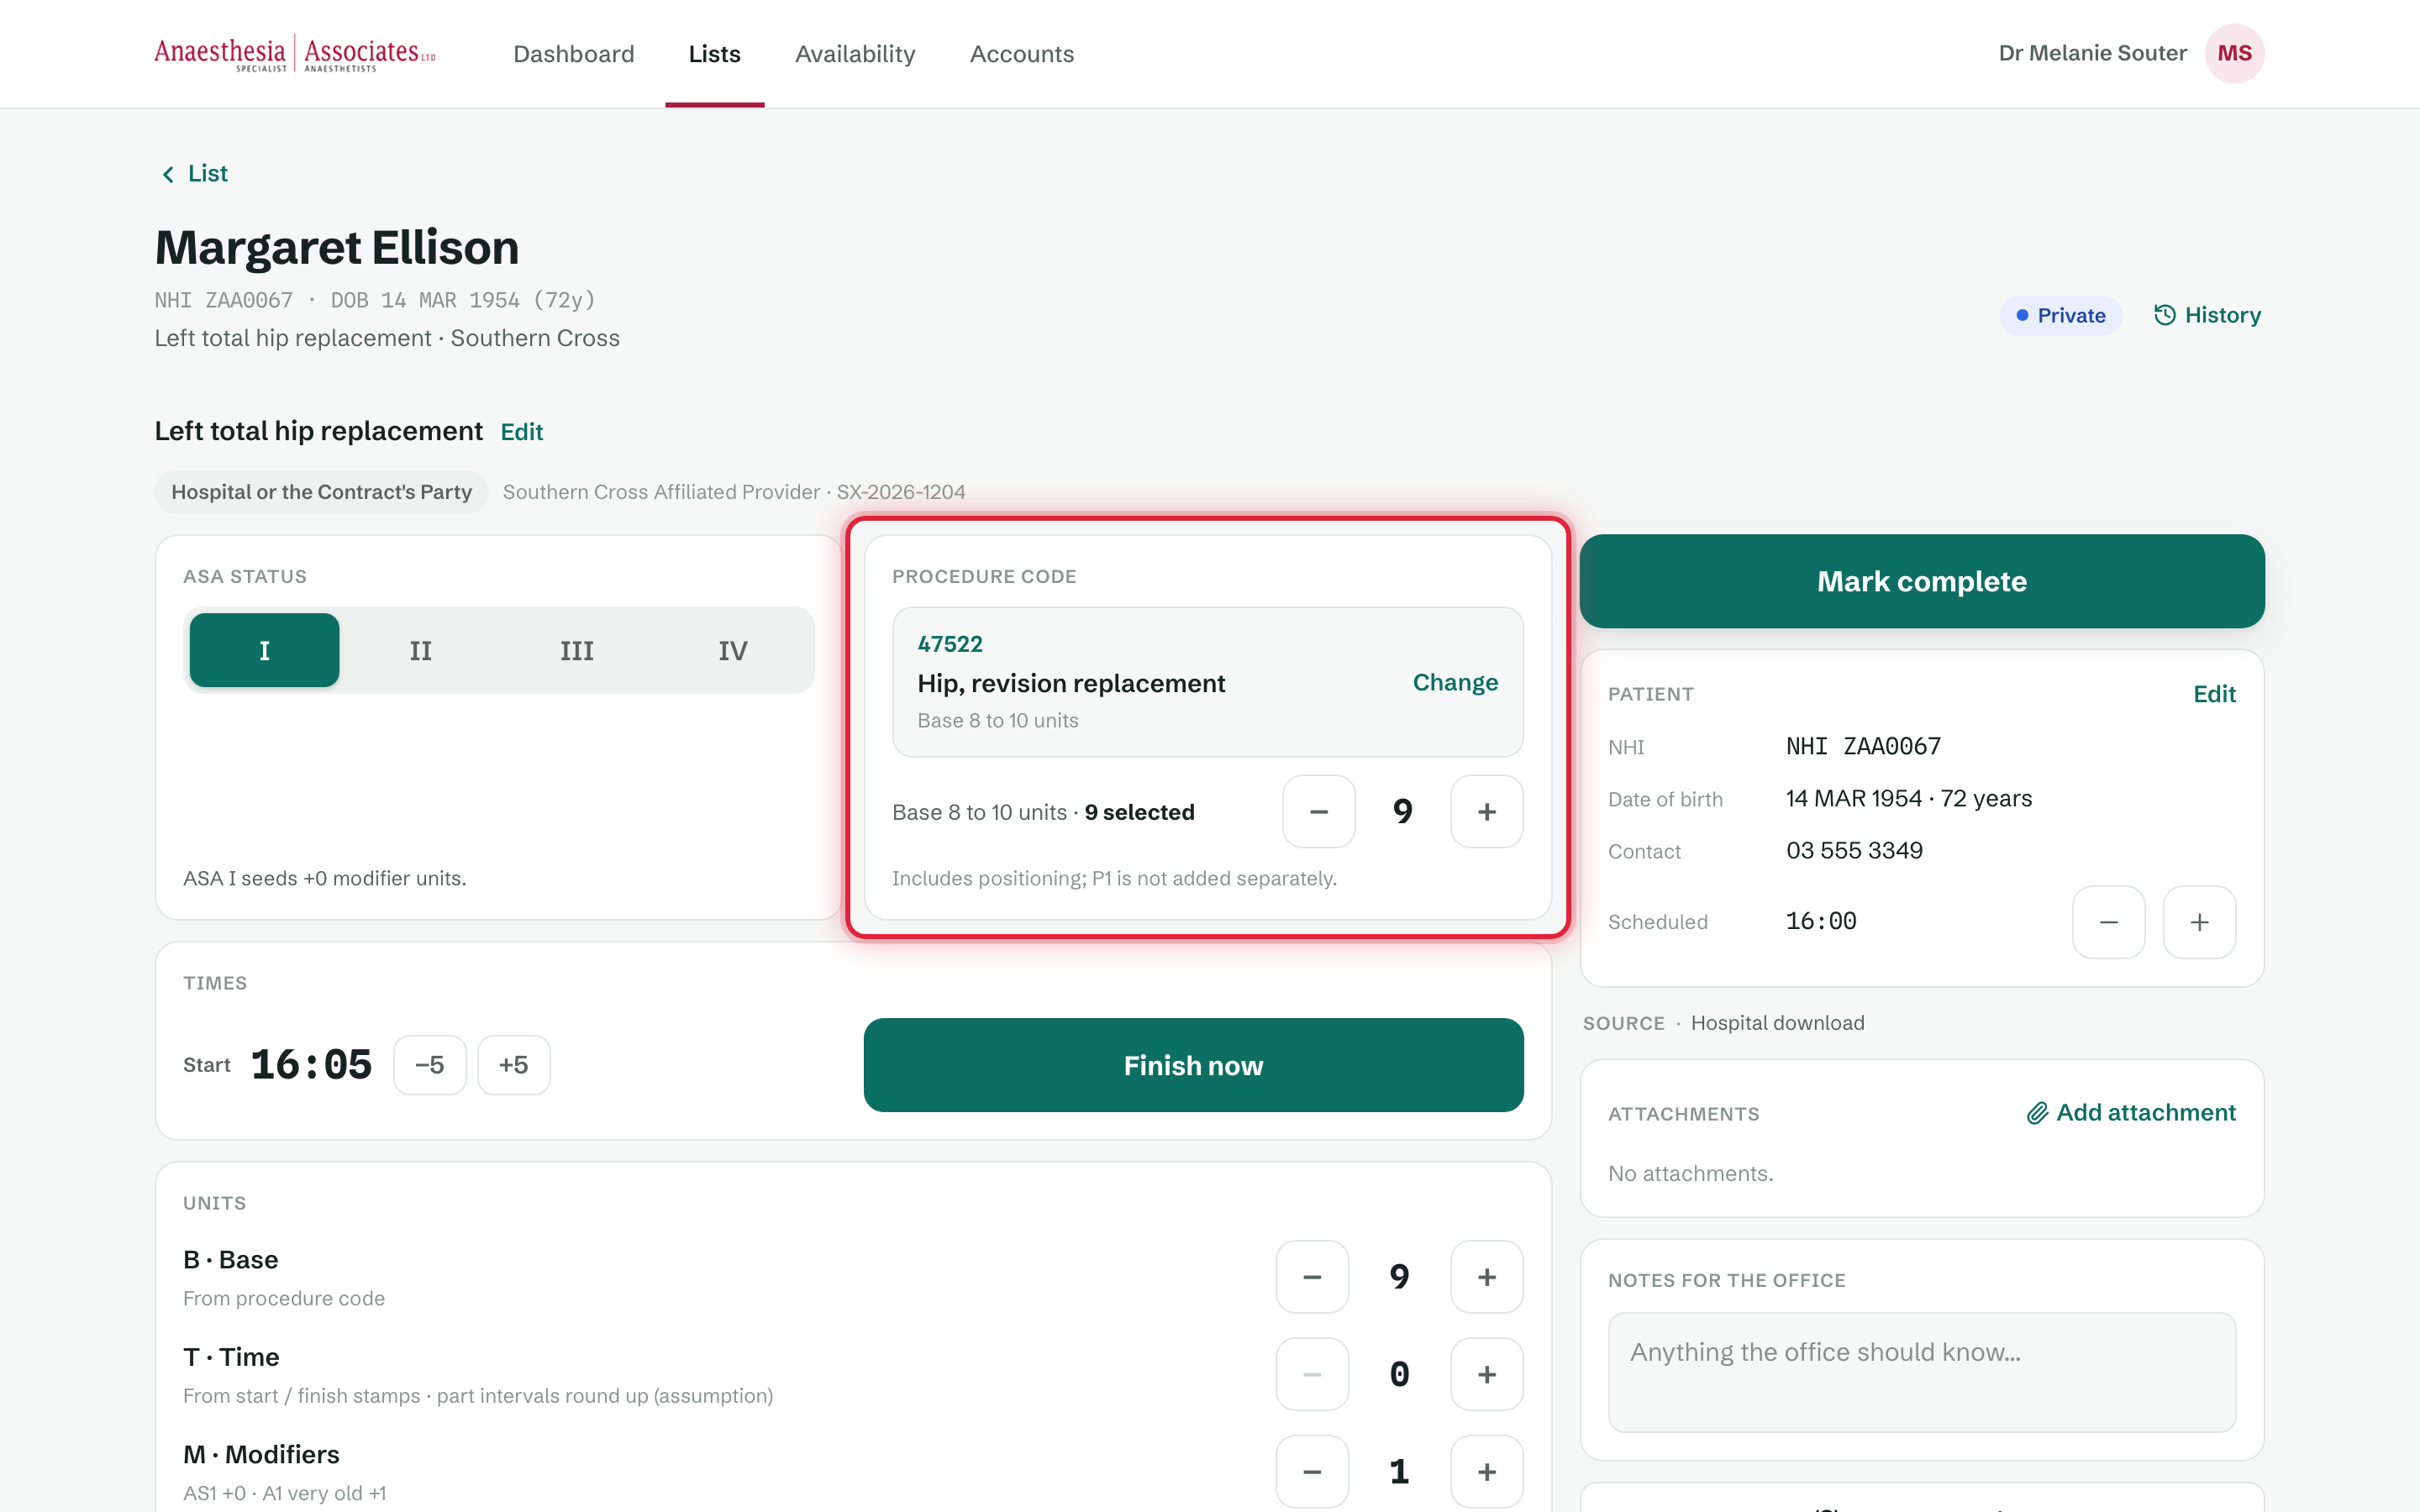 Anaesthesia | Associates LTD
SPECIALIST ANAESTHETISTS
Dashboard
Lists
Availability
Accounts
Dr Melanie Souter
MS
List
Margaret Ellison
NHI ZAA0067 · DOB 14 MAR 1954 (72y)
Left total hip replacement · Southern Cross
Private
History
Left total hip replacement Edit
Hospital or the Contract's Party Southern Cross Affiliated Provider · SX-2026-1204
ASA STATUS
I II III IV
ASA I seeds +0 modifier units.
PROCEDURE CODE
47522
Hip, revision replacement
Change
Base 8 to 10 units
Base 8 to 10 units · 9 selected
− 9 +
Includes positioning; P1 is not added separately.
Mark complete
PATIENT
Edit
NHI NHI ZAA0067
Date of birth 14 MAR 1954 · 72 years
Contact 03 555 3349
Scheduled 16:00 − +
TIMES
Start 16:05 −5 +5
Finish now
SOURCE · Hospital download
ATTACHMENTS
Add attachment
No attachments.
UNITS
B · Base
From procedure code
− 9 +
T · Time
From start / finish stamps · part intervals round up (assumption)
− 0 +
M · Modifiers
AS1 +0 · A1 very old +1
− 1 +
NOTES FOR THE OFFICE
Anything the office should know...